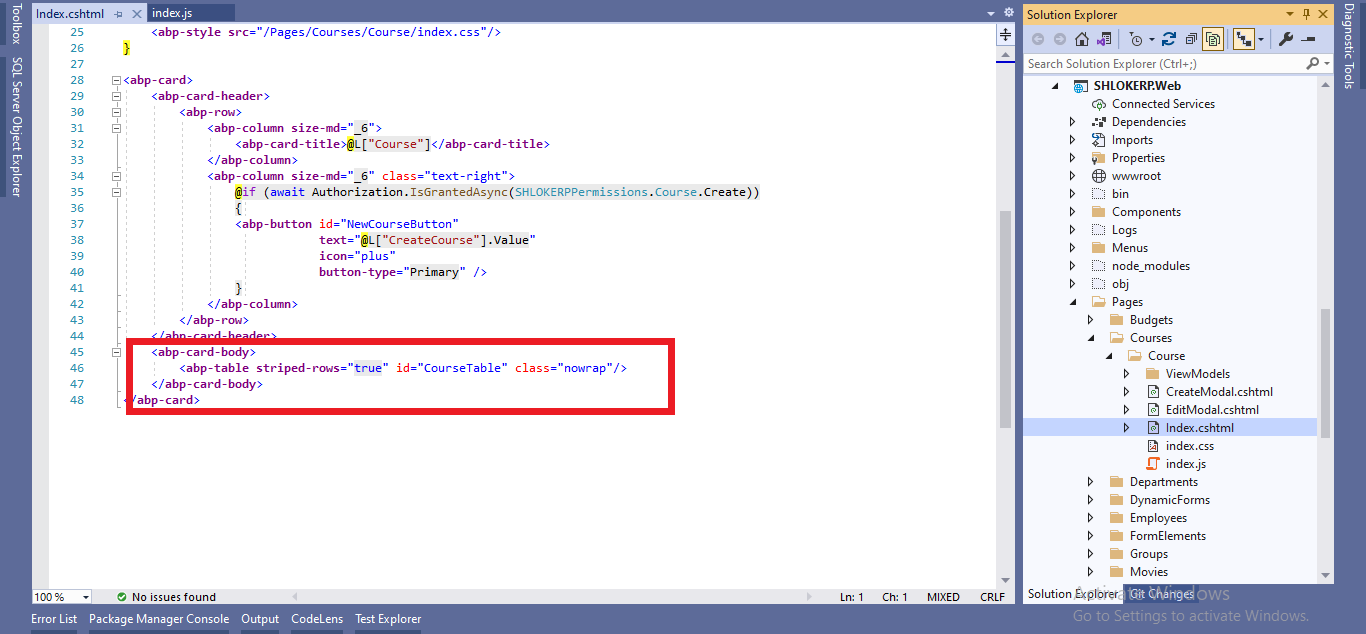 Index.cshtml
index.js
Toolbox
SQL Server Object Explorer
25 <abp-style src="/Pages/Courses/Course/index.css"/>
26 }
27
28 <abp-card>
29 <abp-card-header>
30 <abp-row>
31 <abp-column size-md="_6">
32 <abp-card-title>@L["Course"]</abp-card-title>
33 </abp-column>
34 <abp-column size-md="_6" class="text-right">
35 @if (await Authorization.IsGrantedAsync(SHLOKERPPermissions.Course.Create))
36 {
37 <abp-button id="NewCourseButton"
38 text="@L["CreateCourse"].Value"
39 icon="plus"
40 button-type="Primary" />
41 }
42 </abp-column>
43 </abp-row>
44 </abp-card-header>
45 <abp-card-body>
46 <abp-table striped-rows="true" id="CourseTable" class="nowrap"/>
47 </abp-card-body>
48 /abp-card>
100 % No issues found Ln: 1 Ch: 1 MIXED CRLF
Error List Package Manager Console Output CodeLens Test Explorer
Solution Explorer
Search Solution Explorer (Ctrl+;)
SHLOKERP.Web
Connected Services
Dependencies
Imports
Properties
wwwroot
bin
Components
Logs
Menus
node_modules
obj
Pages
Budgets
Courses
Course
ViewModels
CreateModal.cshtml
EditModal.cshtml
Index.cshtml
index.css
index.js
Departments
DynamicForms
Employees
FormElements
Groups
Movies
Solution Explorer Git Changes
Activate Windows
Go to Settings to activate Windows.
Diagnostic Tools